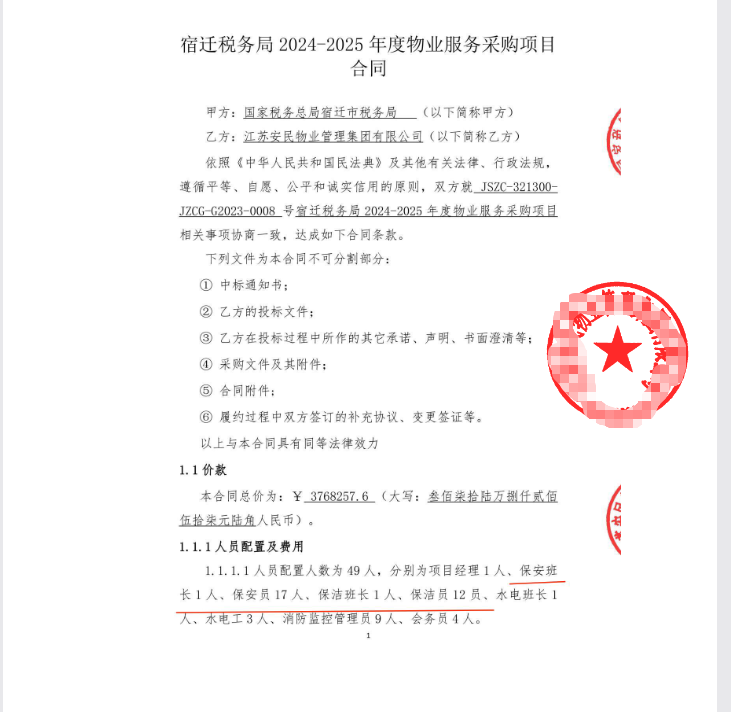 宿迁税务局 2024-2025 年度物业服务采购项目
合同
甲方：国家税务总局宿迁市税务局 （以下简称甲方）
乙方：江苏安民物业管理集团有限公司（以下简称乙方）
依照《中华人民共和国民法典》及其他有关法律、行政法规，
遵循平等、自愿、公平和诚实信用的原则，双方就 JSZC-321300-
JZCG-G2023-0008 号宿迁税务局 2024-2025 年度物业服务采购项目
相关事项协商一致，达成如下合同条款。
下列文件为本合同不可分割部分：
① 中标通知书；
② 乙方的投标文件；
③ 乙方在投标过程中所作的其它承诺、声明、书面澄清等；
④ 采购文件及其附件；
⑤ 合同附件；
⑥ 履约过程中双方签订的补充协议、变更签证等。
以上与本合同具有同等法律效力
1.1 价款
本合同总价为：￥ 3768257.6 （大写：叁佰柒拾陆万捌仟贰佰
伍拾柒元陆角人民币）。
1.1.1 人员配置及费用
1.1.1.1 人员配置人数为 49 人，分别为项目经理 1 人、保安班
长 1 人、保安员 17 人、保洁班长 1 人、保洁员 12 员、水电班长 1
人、水电工 3 人、消防监控管理员 9 人、会务员 4 人。
1